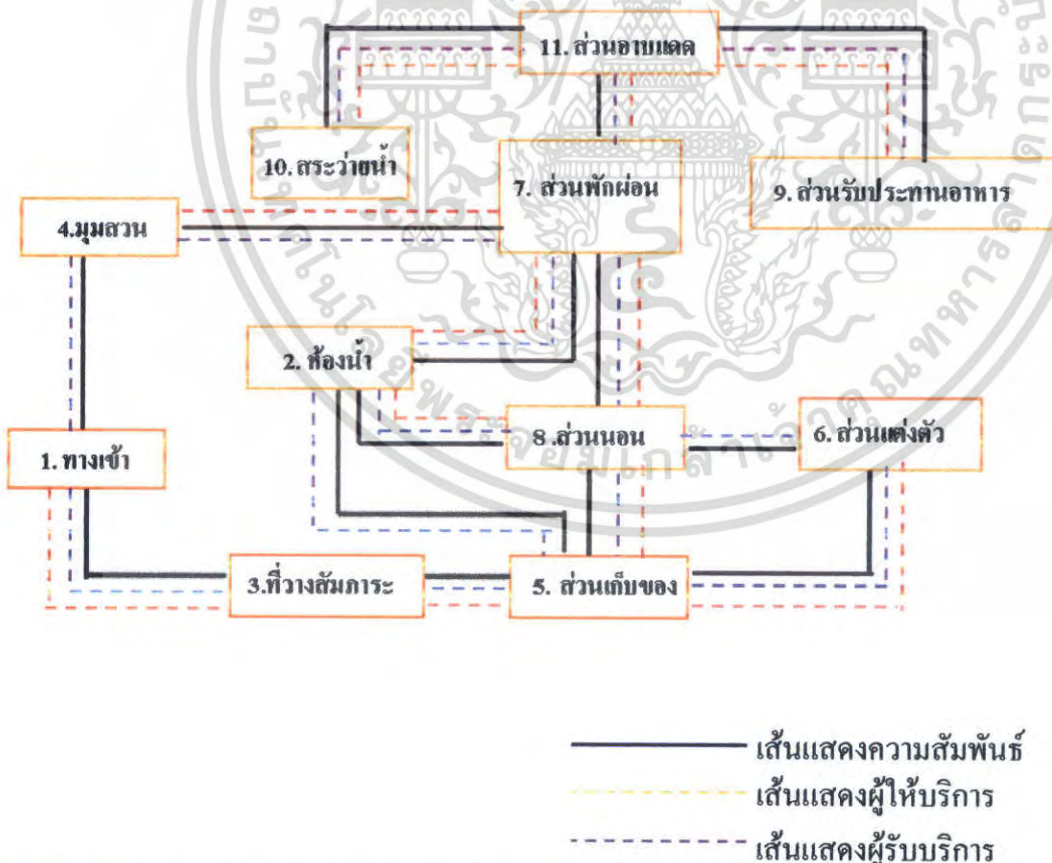 11. ส่วนอาบแดด
10. สระว่ายน้ำ
7. ส่วนพักผ่อน
9. ส่วนรับประทานอาหาร
4.มุมสวน
2. ห้องน้ำ
8 .ส่วนนอน
6. ส่วนแต่งตัว
1. ทางเข้า
3.ที่วางสัมภาระ
5. ส่วนเก็บของ
เส้นแสดงความสัมพันธ์
เส้นแสดงผู้ให้บริการ
เส้นแสดงผู้รับบริการ